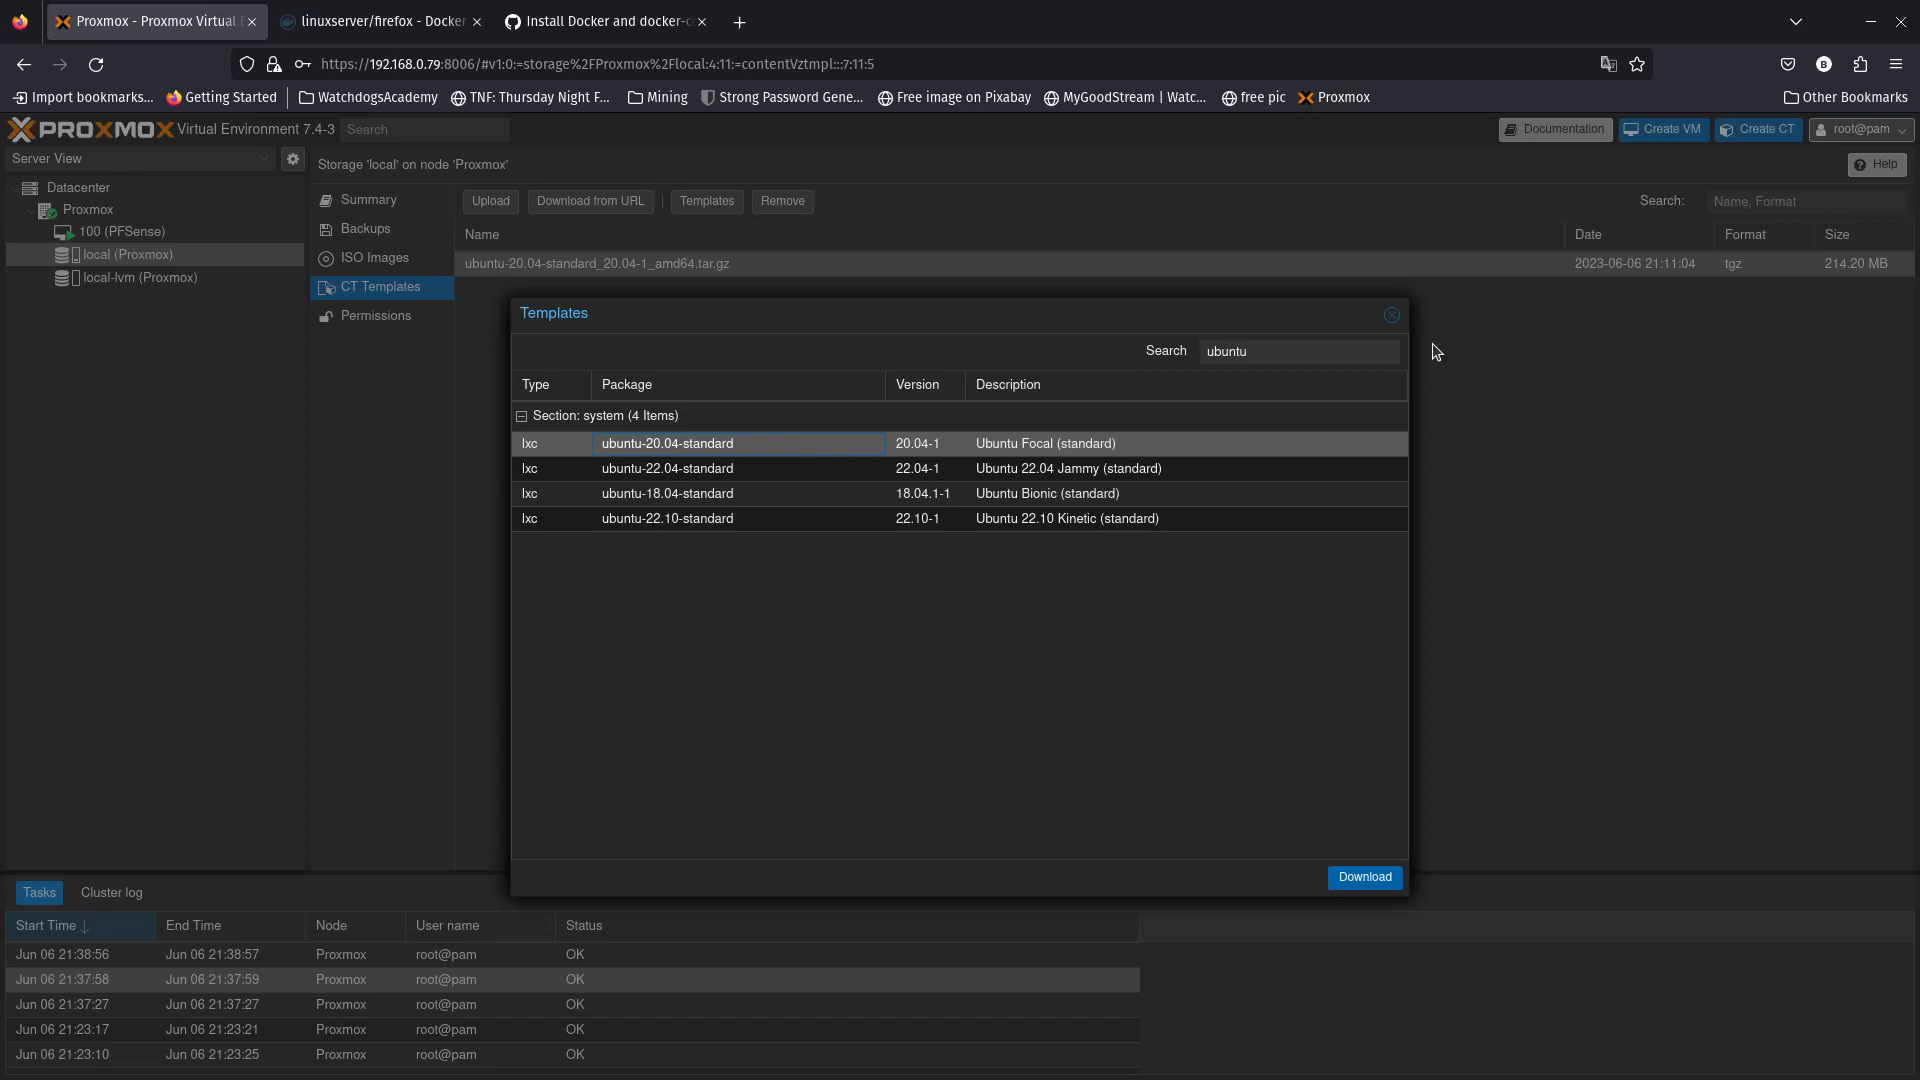 Proxmox - Proxmox Virtual
linuxserver/firefox - Docker
Install Docker and docker-c
https://192.168.0.79:8006/#v1:0:=storage%2FProxmox%2Flocal:4:11:=contentVztmpl:::7:11:5
B
Import bookmarks...
Getting Started
WatchdogsAcademy
TNF: Thursday Night F...
Mining
Strong Password Gene...
Free image on Pixabay
MyGoodStream | Watc...
free pic
Proxmox
Other Bookmarks
PROXMOX Virtual Environment 7.4-3
Search
Documentation
Create VM
Create CT
root@pam
Server View
Storage 'local' on node 'Proxmox'
Help
Datacenter
Proxmox
100 (PFSense)
local (Proxmox)
local-lvm (Proxmox)
Summary
Backups
ISO Images
CT Templates
Permissions
Upload
Download from URL
Templates
Remove
Search:
Name, Format
Name
Date
Format
Size
ubuntu-20.04-standard_20.04-1_amd64.tar.gz
2023-06-06 21:11:04
tgz
214.20 MB
Templates
Search
ubuntu
Type Package Version Description
Section: system (4 Items)
lxc ubuntu-20.04-standard 20.04-1 Ubuntu Focal (standard)
lxc ubuntu-22.04-standard 22.04-1 Ubuntu 22.04 Jammy (standard)
lxc ubuntu-18.04-standard 18.04.1-1 Ubuntu Bionic (standard)
lxc ubuntu-22.10-standard 22.10-1 Ubuntu 22.10 Kinetic (standard)
Download
Tasks
Cluster log
Start Time End Time Node User name Status
Jun 06 21:38:56 Jun 06 21:38:57 Proxmox root@pam OK
Jun 06 21:37:58 Jun 06 21:37:59 Proxmox root@pam OK
Jun 06 21:37:27 Jun 06 21:37:27 Proxmox root@pam OK
Jun 06 21:23:17 Jun 06 21:23:21 Proxmox root@pam OK
Jun 06 21:23:10 Jun 06 21:23:25 Proxmox root@pam OK